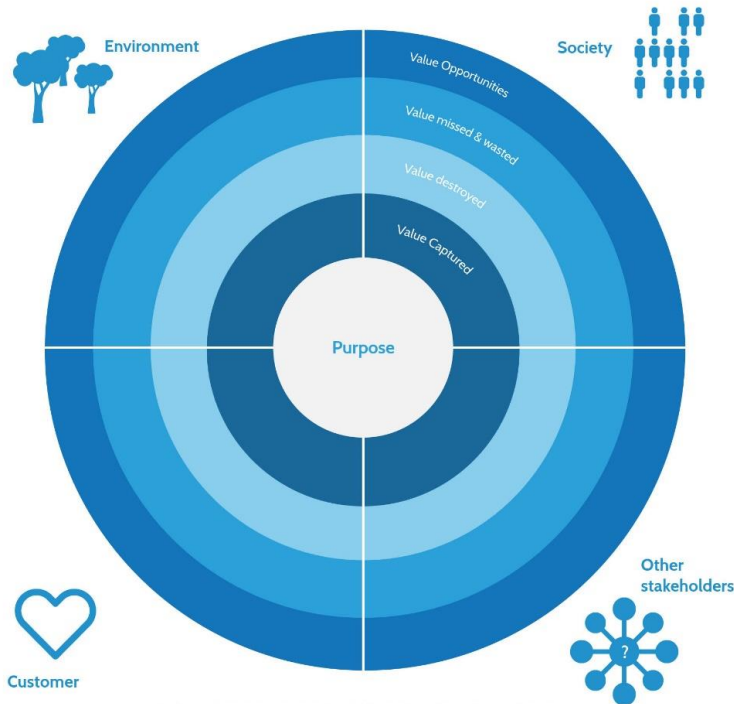 Environment
Society
Value Opportunities
Value missed & wasted
Value destroyed
Value Captured
Purpose
Other
stakeholders
?
Customer